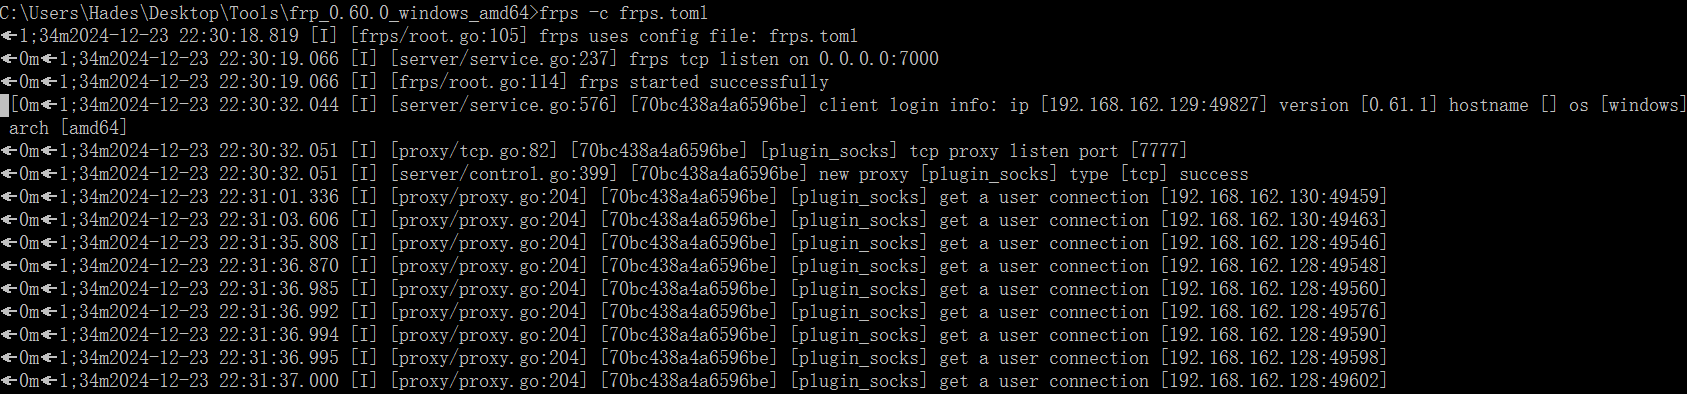 C:\Users\Hades\Desktop\Tools\frp_0.60.0_windows_amd64>frps -c frps.toml
←1;34m2024-12-23 22:30:18.819 [I] [frps/root.go:105] frps uses config file: frps.toml
←0m←1;34m2024-12-23 22:30:19.066 [I] [server/service.go:237] frps tcp listen on 0.0.0.0:7000
←0m←1;34m2024-12-23 22:30:19.066 [I] [frps/root.go:114] frps started successfully
[0m←1;34m2024-12-23 22:30:32.044 [I] [server/service.go:576] [70bc438a4a6596be] client login info: ip [192.168.162.129:49827] version [0.61.1] hostname [] os [windows]
arch [amd64]
←0m←1;34m2024-12-23 22:30:32.051 [I] [proxy/tcp.go:82] [70bc438a4a6596be] [plugin_socks] tcp proxy listen port [7777]
←0m←1;34m2024-12-23 22:30:32.051 [I] [server/control.go:399] [70bc438a4a6596be] new proxy [plugin_socks] type [tcp] success
←0m←1;34m2024-12-23 22:31:01.336 [I] [proxy/proxy.go:204] [70bc438a4a6596be] [plugin_socks] get a user connection [192.168.162.130:49459]
←0m←1;34m2024-12-23 22:31:03.606 [I] [proxy/proxy.go:204] [70bc438a4a6596be] [plugin_socks] get a user connection [192.168.162.130:49463]
←0m←1;34m2024-12-23 22:31:35.808 [I] [proxy/proxy.go:204] [70bc438a4a6596be] [plugin_socks] get a user connection [192.168.162.128:49546]
←0m←1;34m2024-12-23 22:31:36.870 [I] [proxy/proxy.go:204] [70bc438a4a6596be] [plugin_socks] get a user connection [192.168.162.128:49548]
←0m←1;34m2024-12-23 22:31:36.985 [I] [proxy/proxy.go:204] [70bc438a4a6596be] [plugin_socks] get a user connection [192.168.162.128:49560]
←0m←1;34m2024-12-23 22:31:36.992 [I] [proxy/proxy.go:204] [70bc438a4a6596be] [plugin_socks] get a user connection [192.168.162.128:49576]
←0m←1;34m2024-12-23 22:31:36.994 [I] [proxy/proxy.go:204] [70bc438a4a6596be] [plugin_socks] get a user connection [192.168.162.128:49590]
←0m←1;34m2024-12-23 22:31:36.995 [I] [proxy/proxy.go:204] [70bc438a4a6596be] [plugin_socks] get a user connection [192.168.162.128:49598]
←0m←1;34m2024-12-23 22:31:37.000 [I] [proxy/proxy.go:204] [70bc438a4a6596be] [plugin_socks] get a user connection [192.168.162.128:49602]